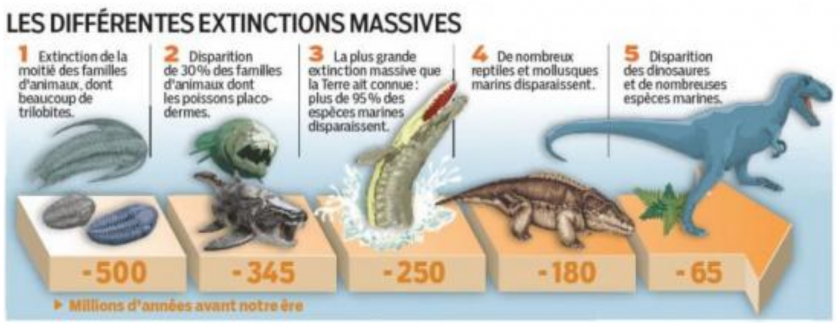 LES DIFFÉRENTES EXTINCTIONS MASSIVES
1 Extinction de la
moitié des familles
d'animaux, dont
beaucoup de
trilobites.
2 Disparition
de 30% des familles
d'animaux dont
les poissons placo-
dermes.
3 La plus grande
extinction massive que
la Terre ait connue:
plus de 95% des
espèces marines
disparaissent.
4 De nombreux
reptiles et mollusques
marins disparaissent.
5 Disparition
des dinosaures
et de nombreuses
espèces marines.
-500
-345
-250
-180
-65
Millions d'années avant notre ère